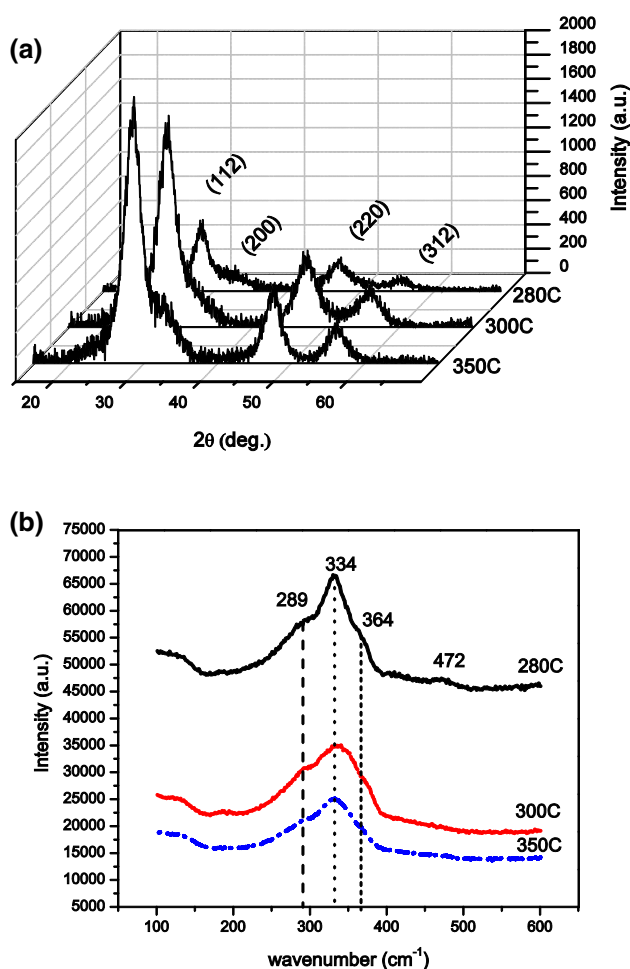 (a)
2000
1800
1600
1400
1200
1000
800
600
400
200
0
Intensity (a.u.)
(112)
(200)
(220)
(312)
280C
300C
350C
20 30 40 50 60
2θ (deg.)
(b)
75000
70000
65000
60000
55000
50000
45000
40000
35000
30000
25000
20000
15000
10000
5000
Intensity (a.u.)
334
289
364
472
280C
300C
350C
100 200 300 400 500 600
wavenumber (cm⁻¹)